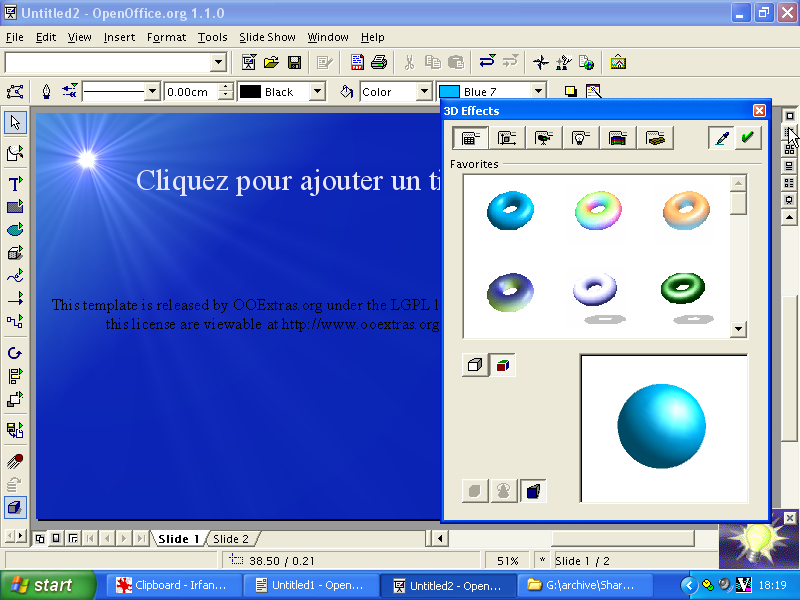 Untitled2 - OpenOffice.org 1.1.0
File Edit View Insert Format Tools Slide Show Window Help
0.00cm Black Color Blue 7
3D Effects
Favorites
Cliquez pour ajouter un ti
This template is released by OOExtras.org under the LGPL l
this license are viewable at http://www.ooextras.org
Slide 1 Slide 2
38.50 / 0.21 51% * Slide 1 / 2
start Clipboard - Irfan... Untitled1 - Open... Untitled2 - Open... G:\archive\Shar... 18:19